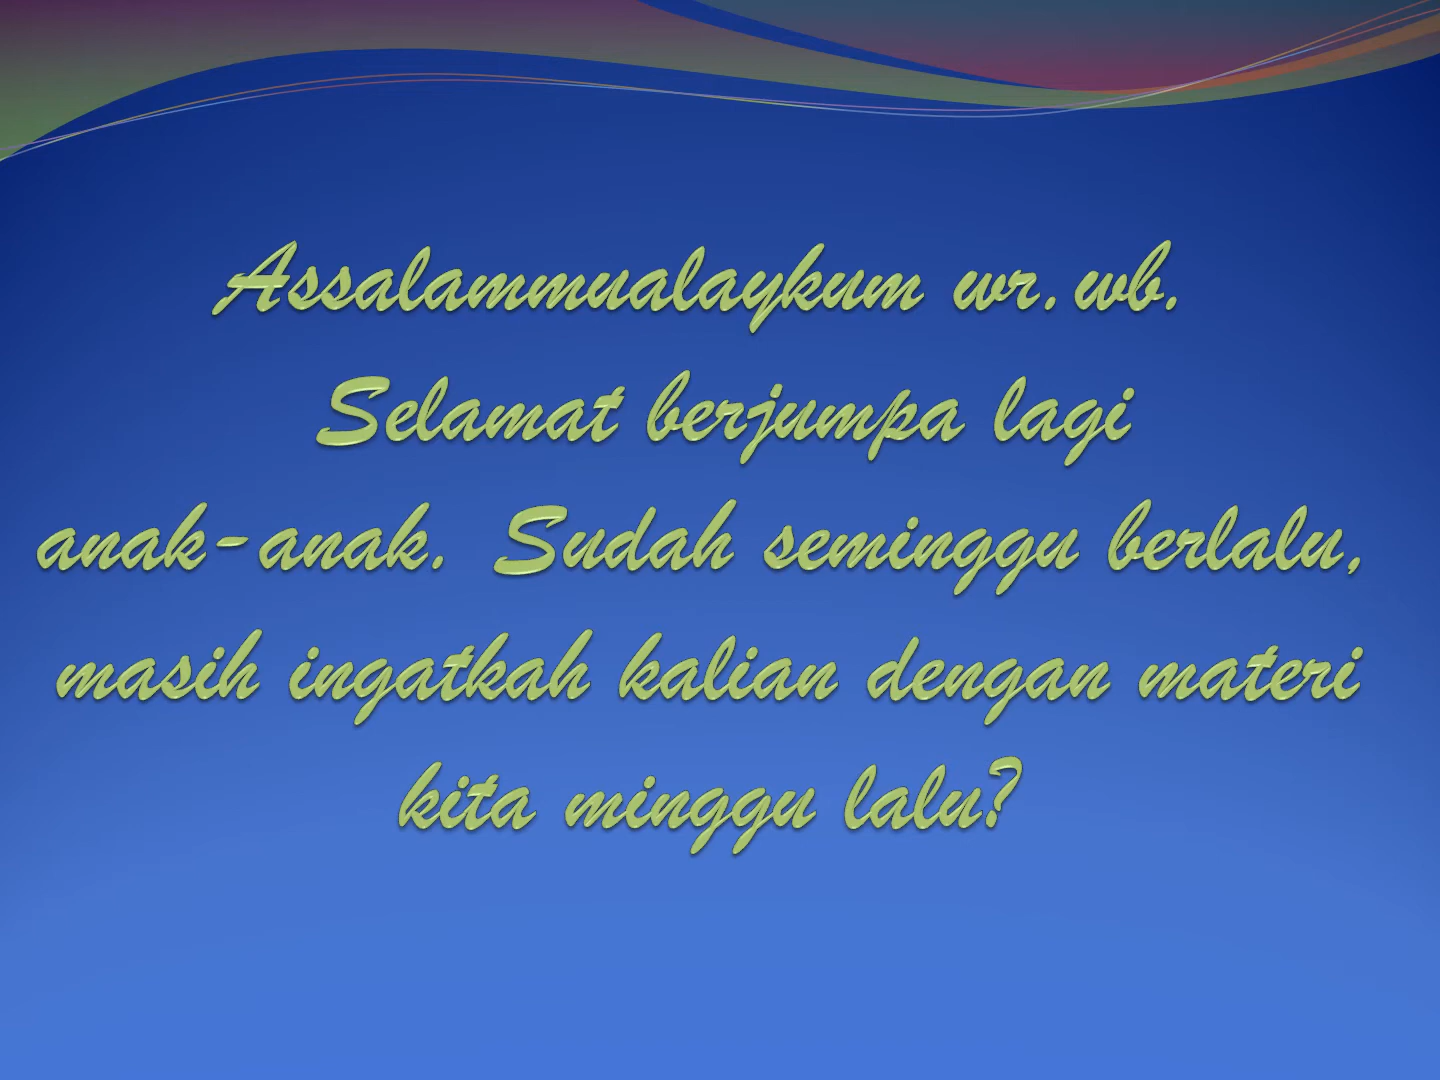 Assalammualaykum wr.wb.
Selamat berjumpa lagi
anak-anak. Sudah seminggu berlalu,
masih ingatkah kalian dengan materi
kita minggu lalu?